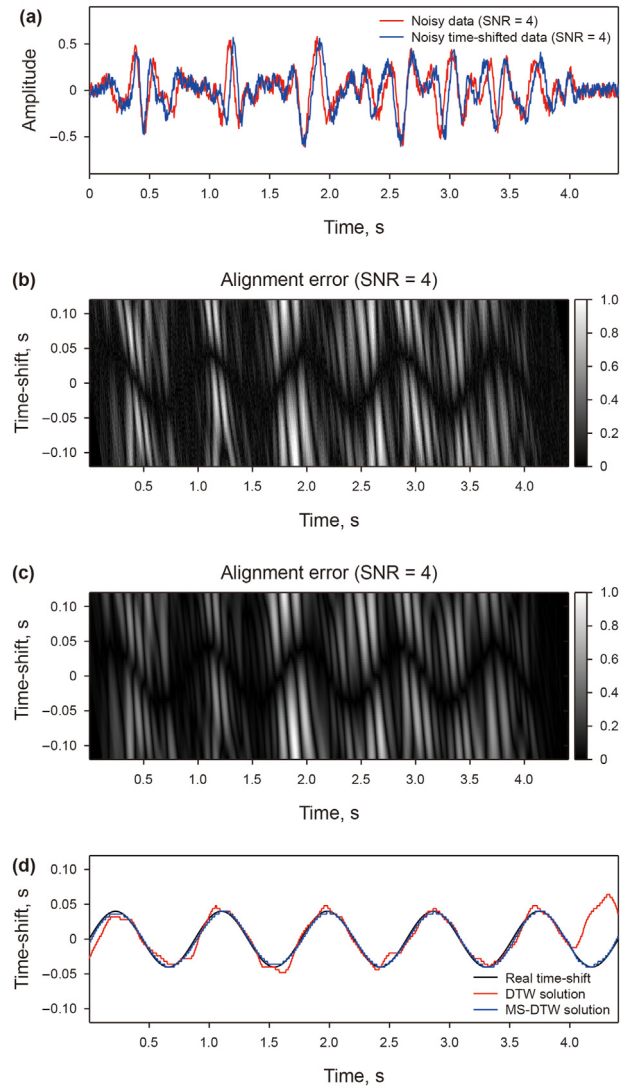 (a)
Noisy data (SNR = 4)
Noisy time-shifted data (SNR = 4)
Amplitude
0.5
0
−0.5
0 0.5 1.0 1.5 2.0 2.5 3.0 3.5 4.0
Time, s
(b)
Alignment error (SNR = 4)
Time-shift, s
0.10
0.05
0
−0.05
−0.10
1.0
0.8
0.6
0.4
0.2
0
0.5 1.0 1.5 2.0 2.5 3.0 3.5 4.0
Time, s
(c)
Alignment error (SNR = 4)
Time-shift, s
0.10
0.05
0
−0.05
−0.10
1.0
0.8
0.6
0.4
0.2
0
0.5 1.0 1.5 2.0 2.5 3.0 3.5 4.0
Time, s
(d)
Time-shift, s
0.10
0.05
0
−0.05
−0.10
Real time-shift
DTW solution
MS-DTW solution
0.5 1.0 1.5 2.0 2.5 3.0 3.5 4.0
Time, s